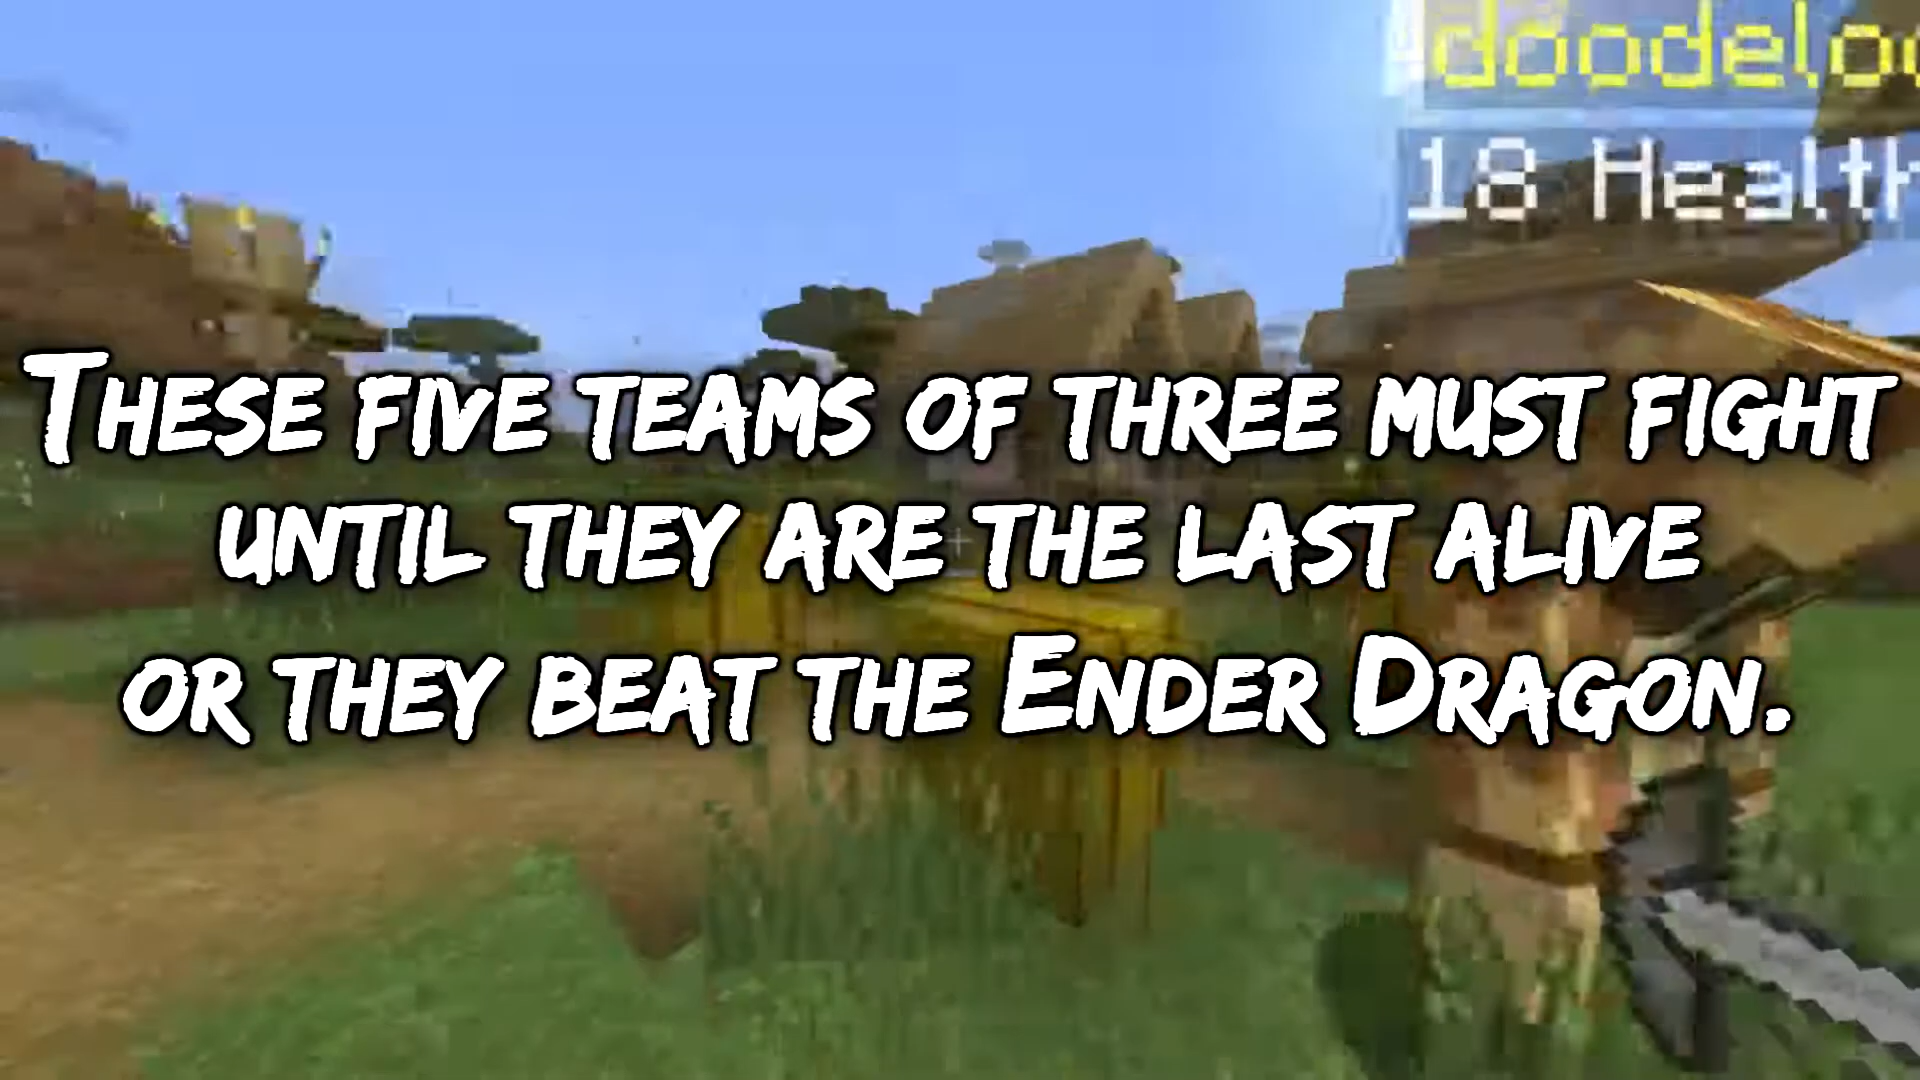 18 Health
These five teams of three must fight
until they are the last alive
or they beat the Ender Dragon.